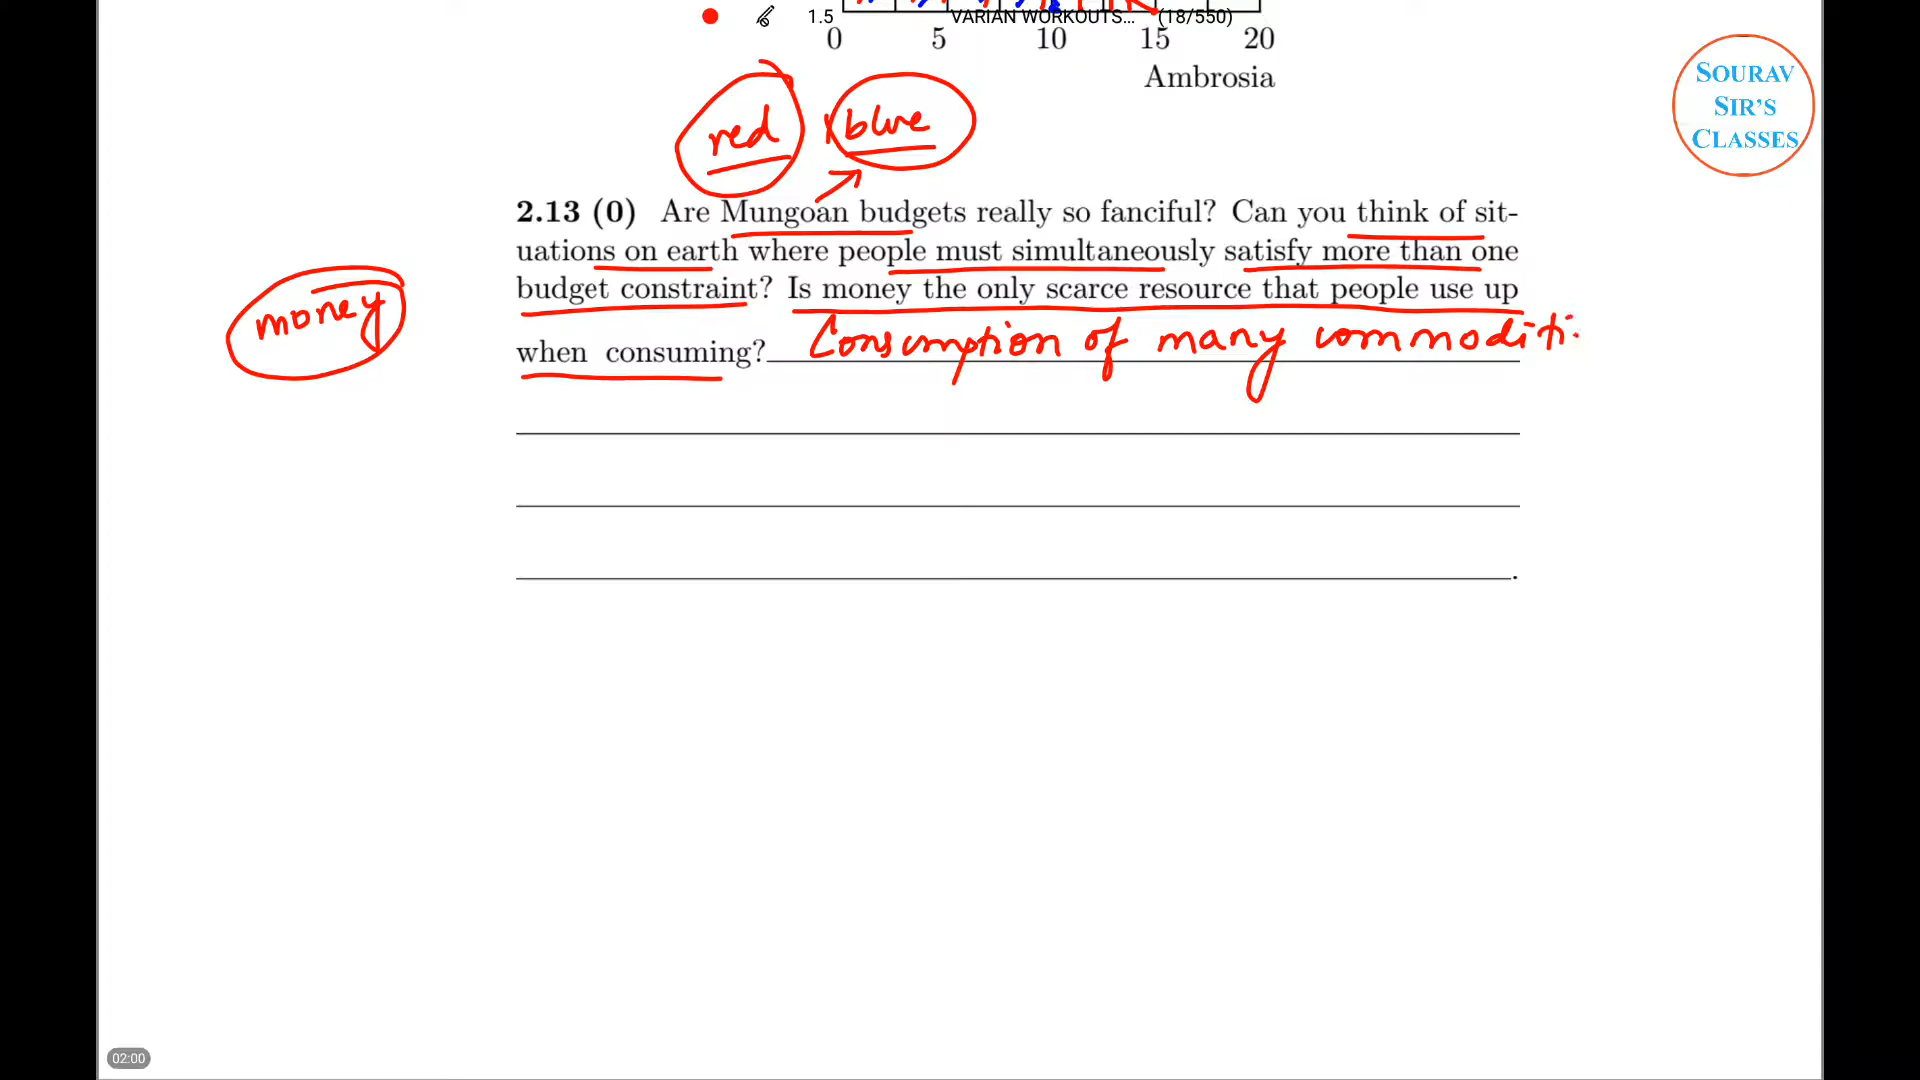 1.5 VARIAN WORKOUTS... (18/550)
0 5 10 15 20
Ambrosia
SOURAV
SIR'S
CLASSES
red blue
2.13 (0) Are Mungoan budgets really so fanciful? Can you think of sit-
uations on earth where people must simultaneously satisfy more than one
budget constraint? Is money the only scarce resource that people use up
when consuming? Consumption of many commoditi
money
02:00